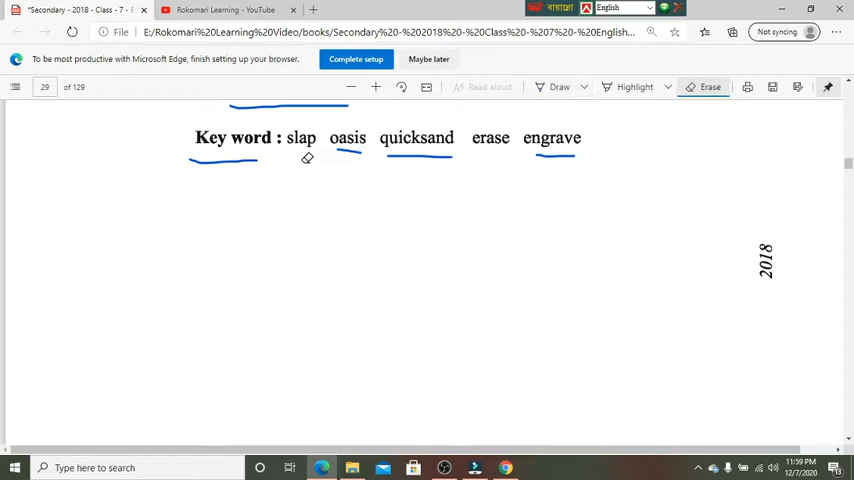 *Secondary - 2018 - Class - 7 - E
Rokomari Learning - YouTube
বায়ান্নো
English
File
E:/Rokomari%20Learning%20Video/books/Secondary%20-%202018%20-%20Class%20-%207%20-%20English...
Not syncing
To be most productive with Microsoft Edge, finish setting up your browser.
Complete setup
Maybe later
29 of 129
Read aloud
Draw
Highlight
Erase
Key word : slap oasis quicksand erase engrave
2018
Type here to search
11:59 PM
12/7/2020
13